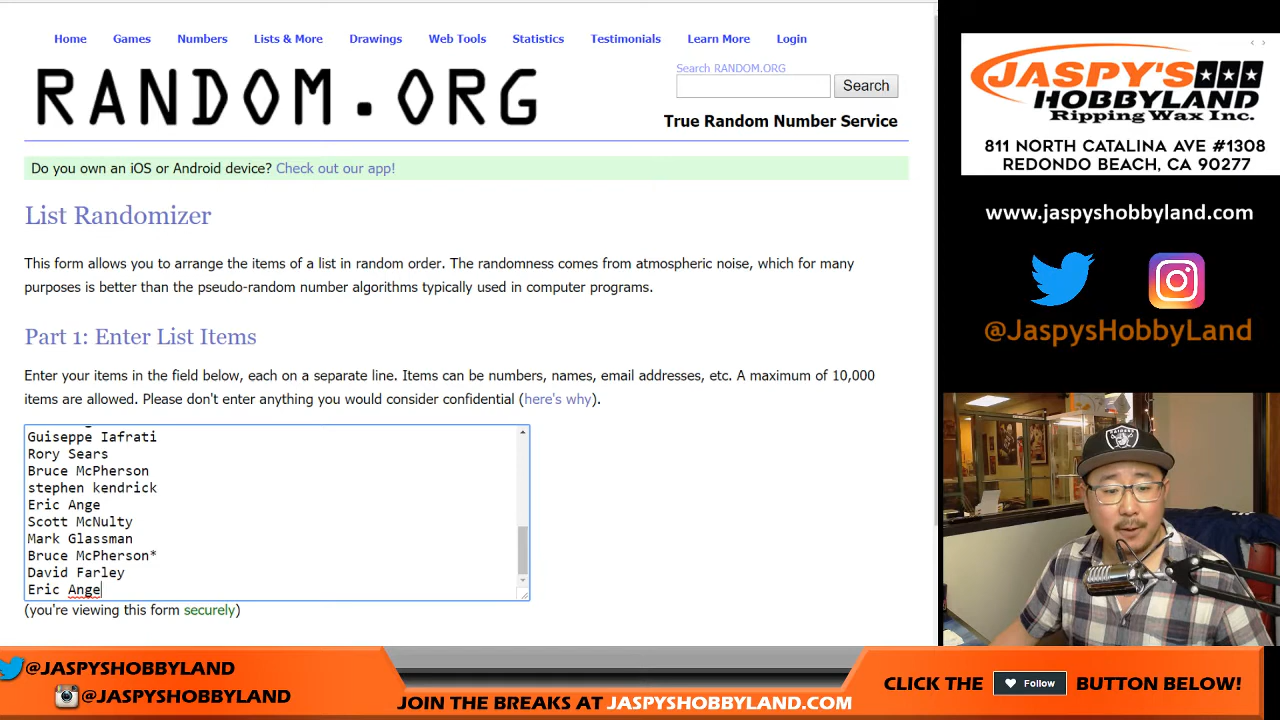 Home Games Numbers Lists & More Drawings Web Tools Statistics Testimonials Learn More Login
RANDOM.ORG
Search RANDOM.ORG
Search
True Random Number Service
Do you own an iOS or Android device? Check out our app!
List Randomizer
This form allows you to arrange the items of a list in random order. The randomness comes from atmospheric noise, which for many
purposes is better than the pseudo-random number algorithms typically used in computer programs.
Part 1: Enter List Items
Enter your items in the field below, each on a separate line. Items can be numbers, names, email addresses, etc. A maximum of 10,000
items are allowed. Please don't enter anything you would consider confidential (here's why).
Guiseppe Iafrati
Rory Sears
Bruce McPherson
stephen kendrick
Eric Ange
Scott McNulty
Mark Glassman
Bruce McPherson*
David Farley
Eric Ange
(you're viewing this form securely)
JASPY'S
HOBBYLAND
Ripping Wax Inc.
811 NORTH CATALINA AVE #1308
REDONDO BEACH, CA 90277
www.jaspyshobbyland.com
@JaspysHobbyLand
RAIDERS
@JASPYSHOBBYLAND
@JASPYSHOBBYLAND
JOIN THE BREAKS AT JASPYSHOBBYLAND.COM
CLICK THE Follow BUTTON BELOW!